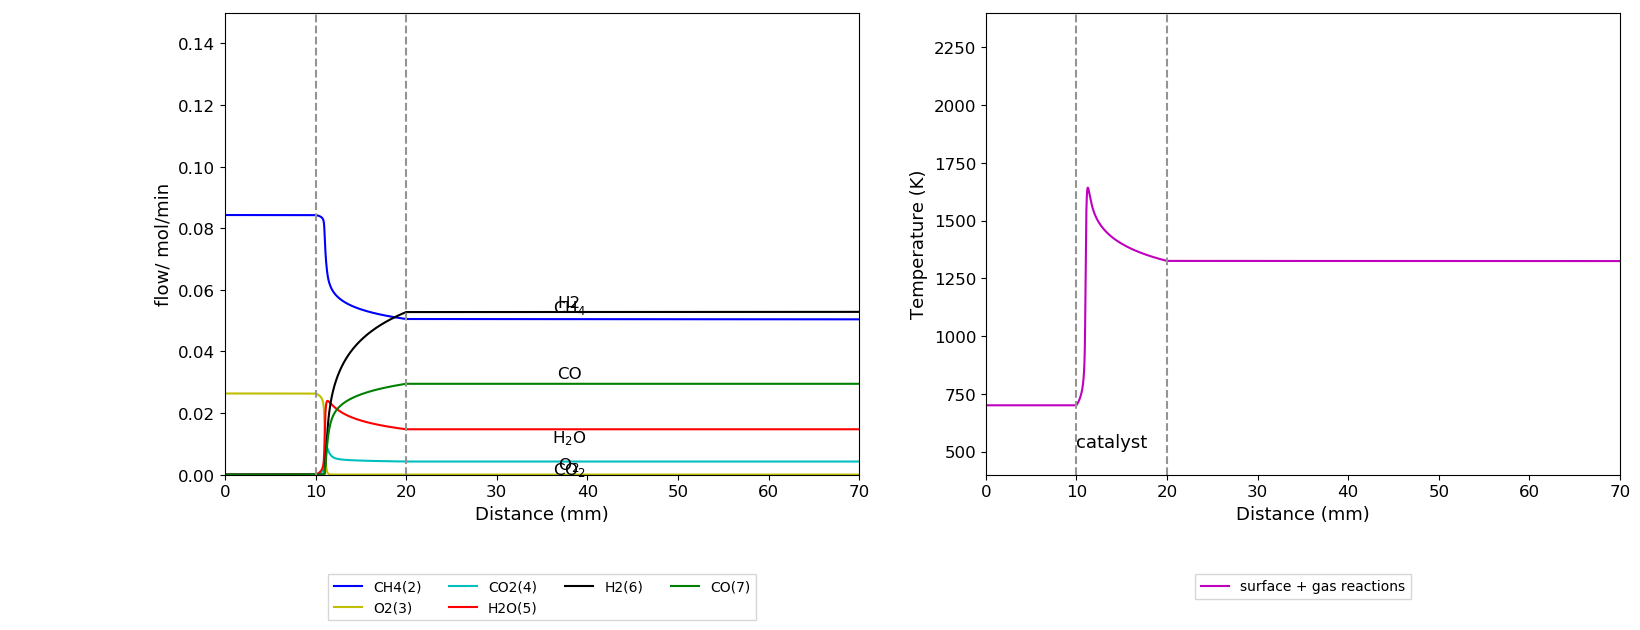 flow/ mol/min
0.14
0.12
0.10
0.08
0.06
0.04
0.02
0.00
H2
CH4
CO
H2O
O2
CO2
0 10 20 30 40 50 60 70
Distance (mm)
CH4(2) CO2(4) H2(6) CO(7)
O2(3) H2O(5)
Temperature (K)
2250
2000
1750
1500
1250
1000
750
500
catalyst
0 10 20 30 40 50 60 70
Distance (mm)
surface + gas reactions